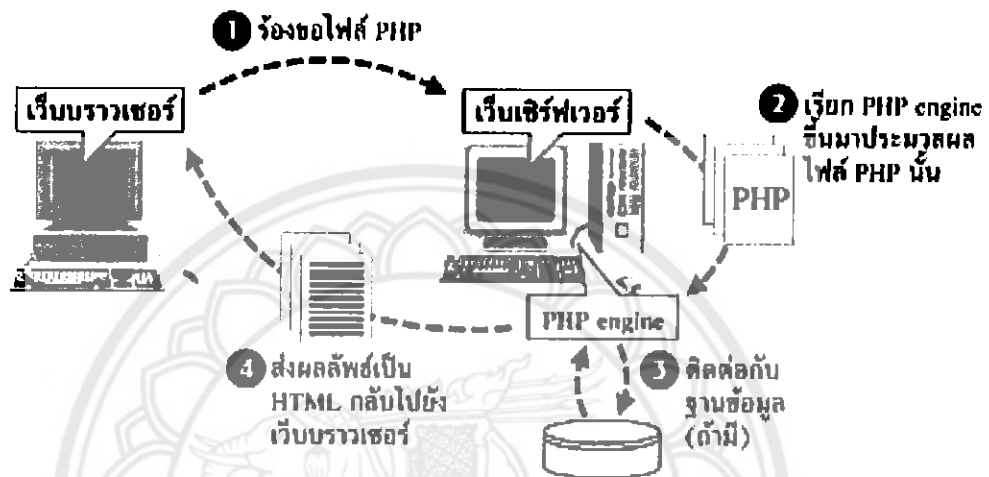 1 ร้องขอไฟล์ PHP
เว็บบราวเซอร์
เว็บเซิร์ฟเวอร์
2 เรียก PHP engine
ขึ้นมาประมวลผล
ไฟล์ PHP นั้น
PHP
PHP engine
3 ติดต่อกับ
ฐานข้อมูล
(ถ้ามี)
4 ส่งผลลัพธ์เป็น
HTML กลับไปยัง
เว็บบราวเซอร์